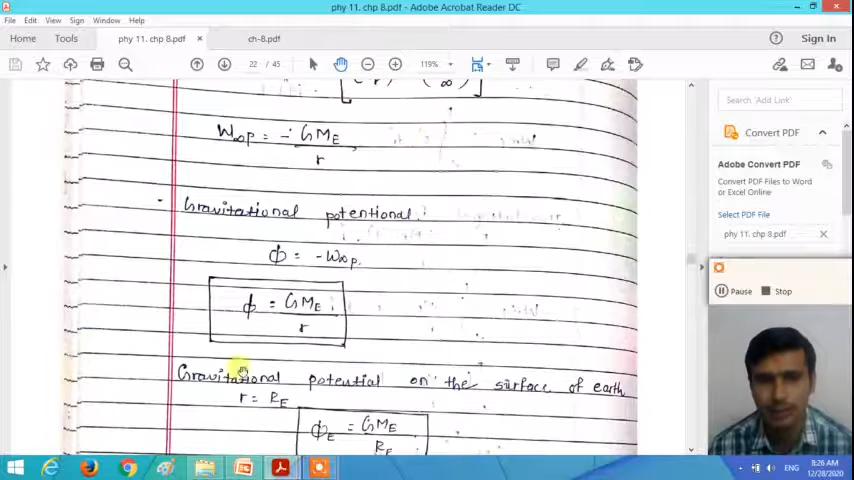 phy 11. chp 8.pdf - Adobe Acrobat Reader DC
File Edit View Sign Window Help
Home Tools phy 11. chp 8.pdf × ch-8.pdf Sign In
22 / 45 119%
W∞p = - GME
r
- Gravitational potentional.
ϕ = -W∞p.
ϕ = GME
r
Gravitational potential on the surface of earth
r = RE
ϕE = GME
RE
Search 'Add Link'
Convert PDF
Adobe Convert PDF
Convert PDF Files to Word
or Excel Online
Select PDF File
phy 11. chp 8.pdf ×
Pause Stop
ENG
8:26 AM
12/28/2020